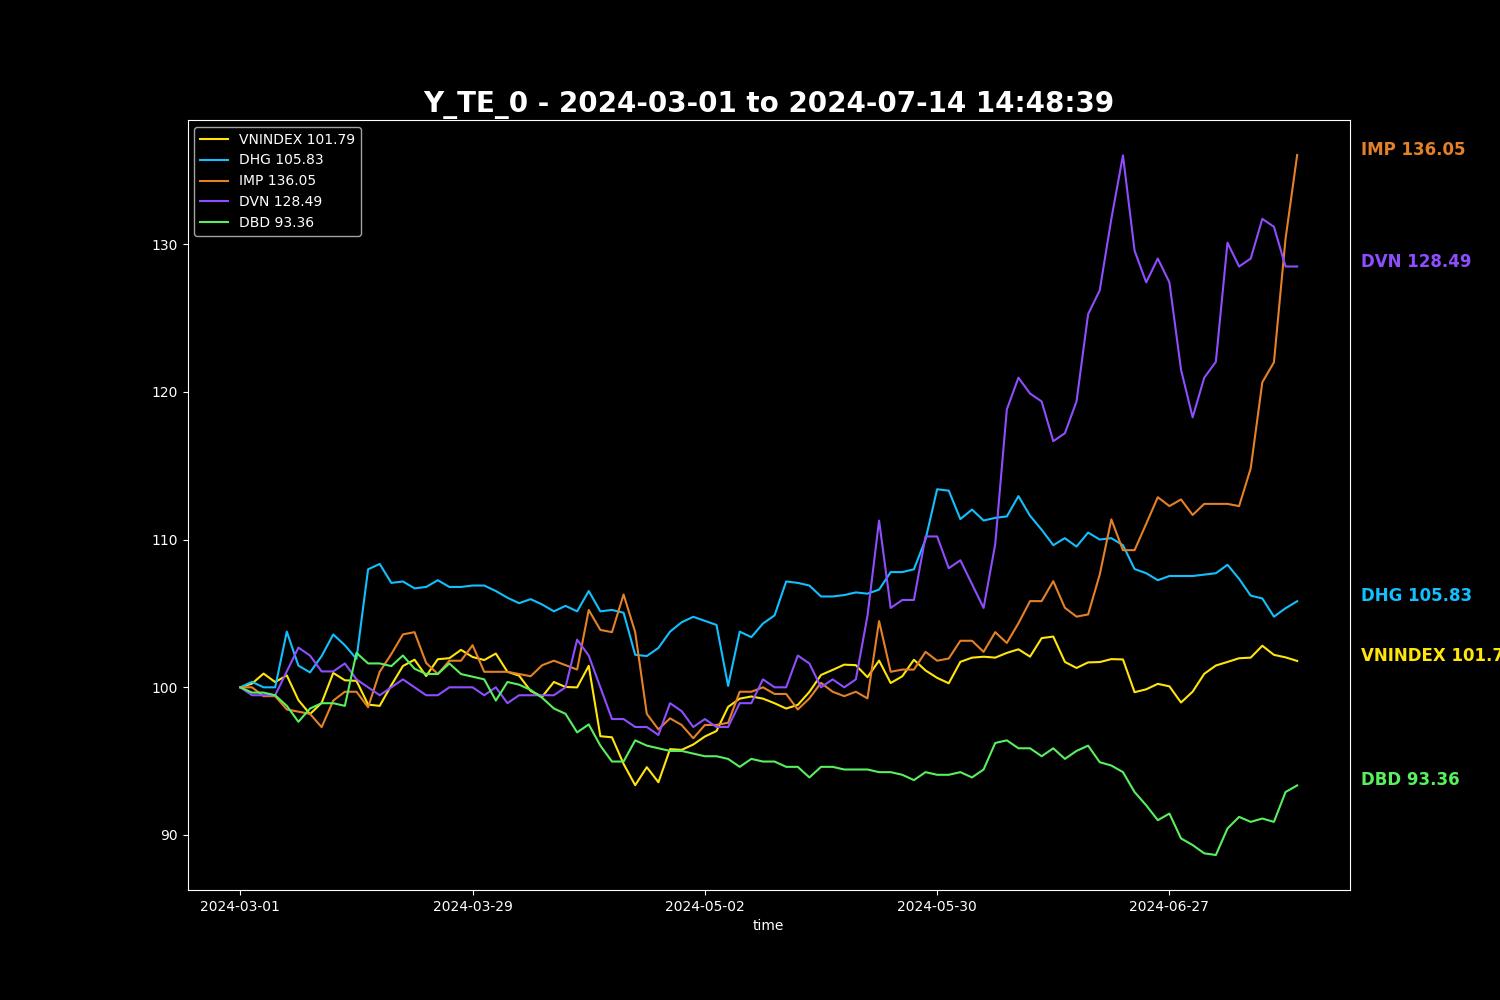 Y_TE_0 - 2024-03-01 to 2024-07-14 14:48:39
VNINDEX 101.79
DHG 105.83
IMP 136.05
DVN 128.49
DBD 93.36
IMP 136.05
DVN 128.49
DHG 105.83
VNINDEX 101.7
DBD 93.36
130
120
110
100
90
2024-03-01
2024-03-29
2024-05-02
2024-05-30
2024-06-27
time